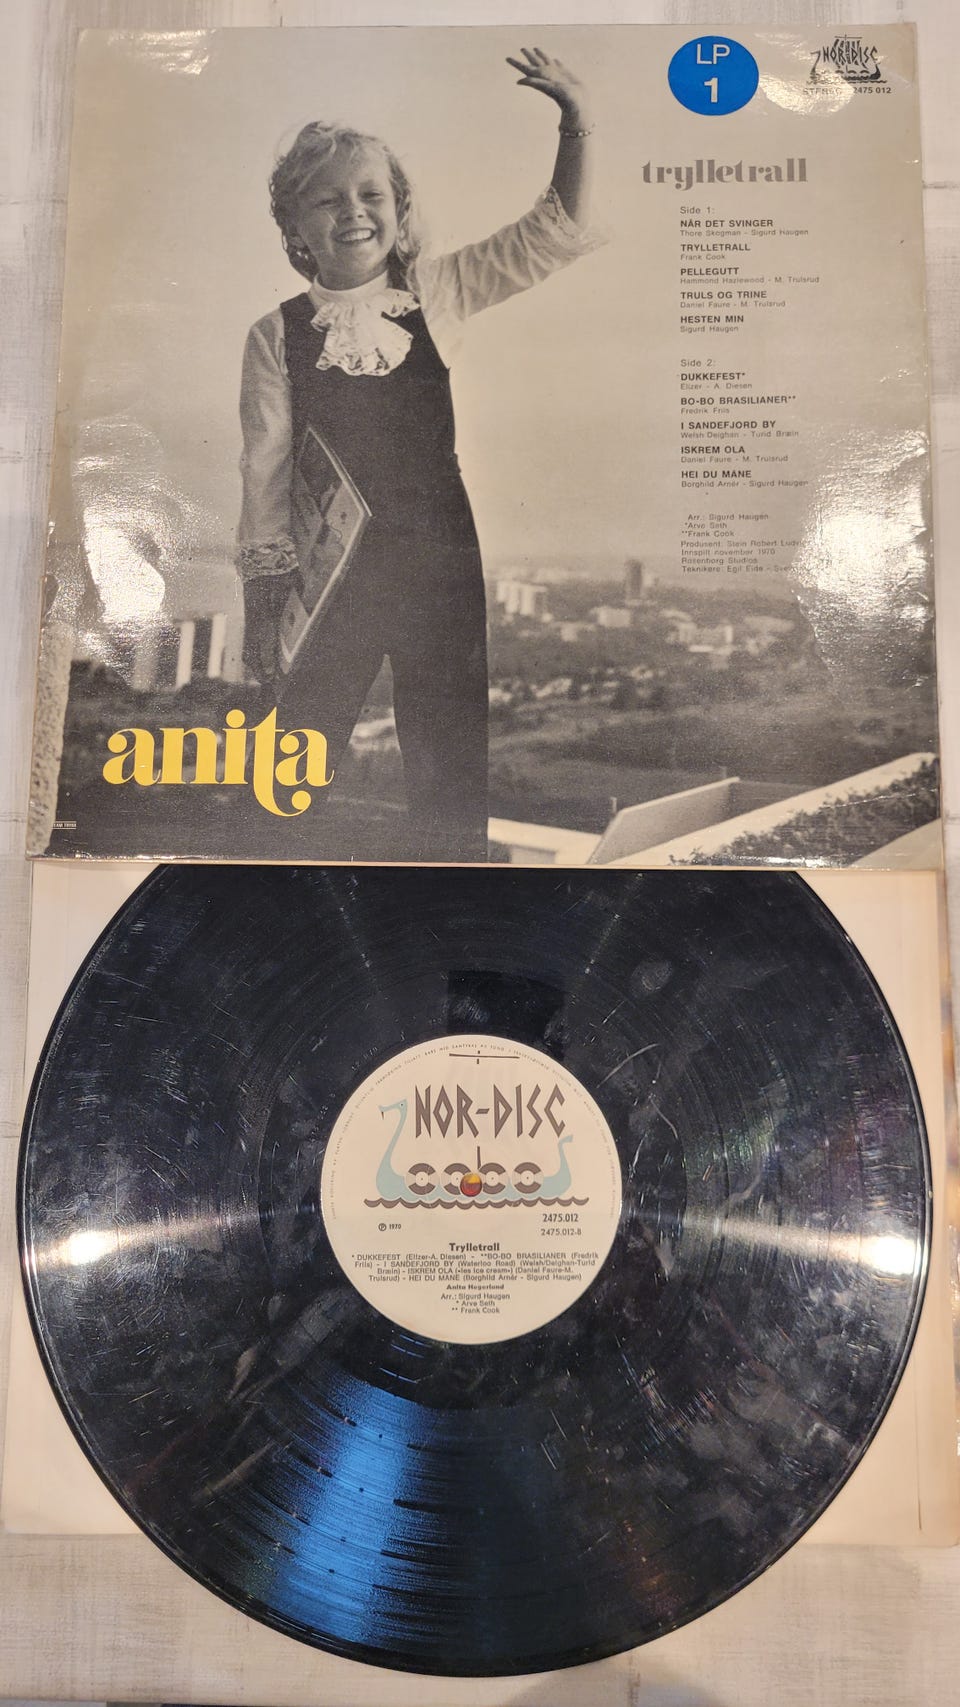 LP
1
NOR-DISC
STEREO 2475 012
trylletrall
Side 1:
NÅR DET SVINGER
Thore Skogman - Sigurd Haugen
TRYLLETRALL
Frank Cook
PELLEGUTT
Hammond Hazlewood - M. Trulsrud
TRULS OG TRINE
Daniel Faure - M. Trulsrud
HESTEN MIN
Sigurd Haugen
Side 2:
DUKKEFEST*
Elizer - A. Diesen
BO-BO BRASILIANER**
Fredrik Friis
I SANDEFJORD BY
Welsh Deighan - Turid Bræin
ISKREM OLA
Daniel Faure - M. Trulsrud
HEI DU MÅNE
Borghild Arnér - Sigurd Haugen
Arr.: Sigurd Haugen
*Arve Seth
**Frank Cook
Produsent: Stein Robert
Innspilt november 1970
Rosenborg Studios
Teknikere: Egil Eide -
anita
NOR-DISC
2475.012
℗ 1970
2475.012-B
Trylletrall
* DUKKEFEST (Elizer-A. Diesen) - **BO-BO BRASILIANER (Fredrik
Friis) - I SANDEFJORD BY (Waterloo Road) (Welsh/Deighan-Turid
Bræin) - ISKREM OLA («les ice cream») (Daniel Faure-M.
Trulsrud) - HEI DU MÅNE (Borghild Arnér - Sigurd Haugen)
Anita Hegerland
Arr.: Sigurd Haugen
* Arve Seth
** Frank Cook